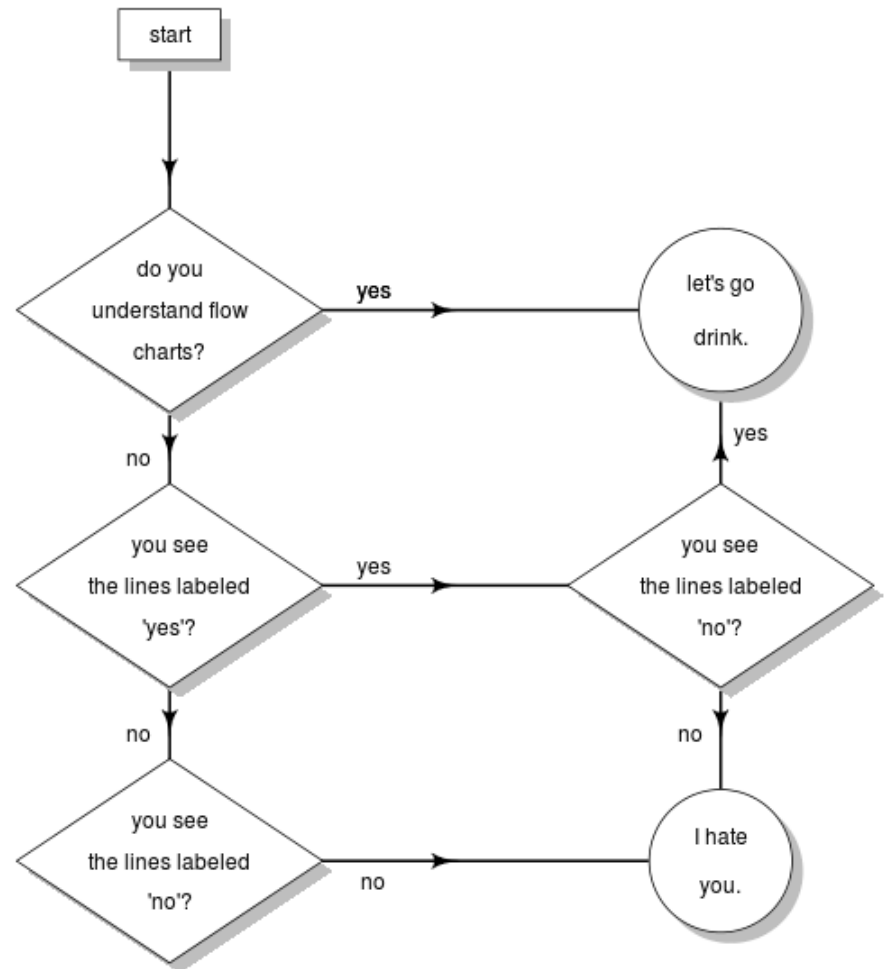 start
do you
understand flow
charts?
yes
let's go
drink.
no
yes
you see
the lines labeled
'yes'?
yes
you see
the lines labeled
'no'?
no
no
you see
the lines labeled
'no'?
no
I hate
you.